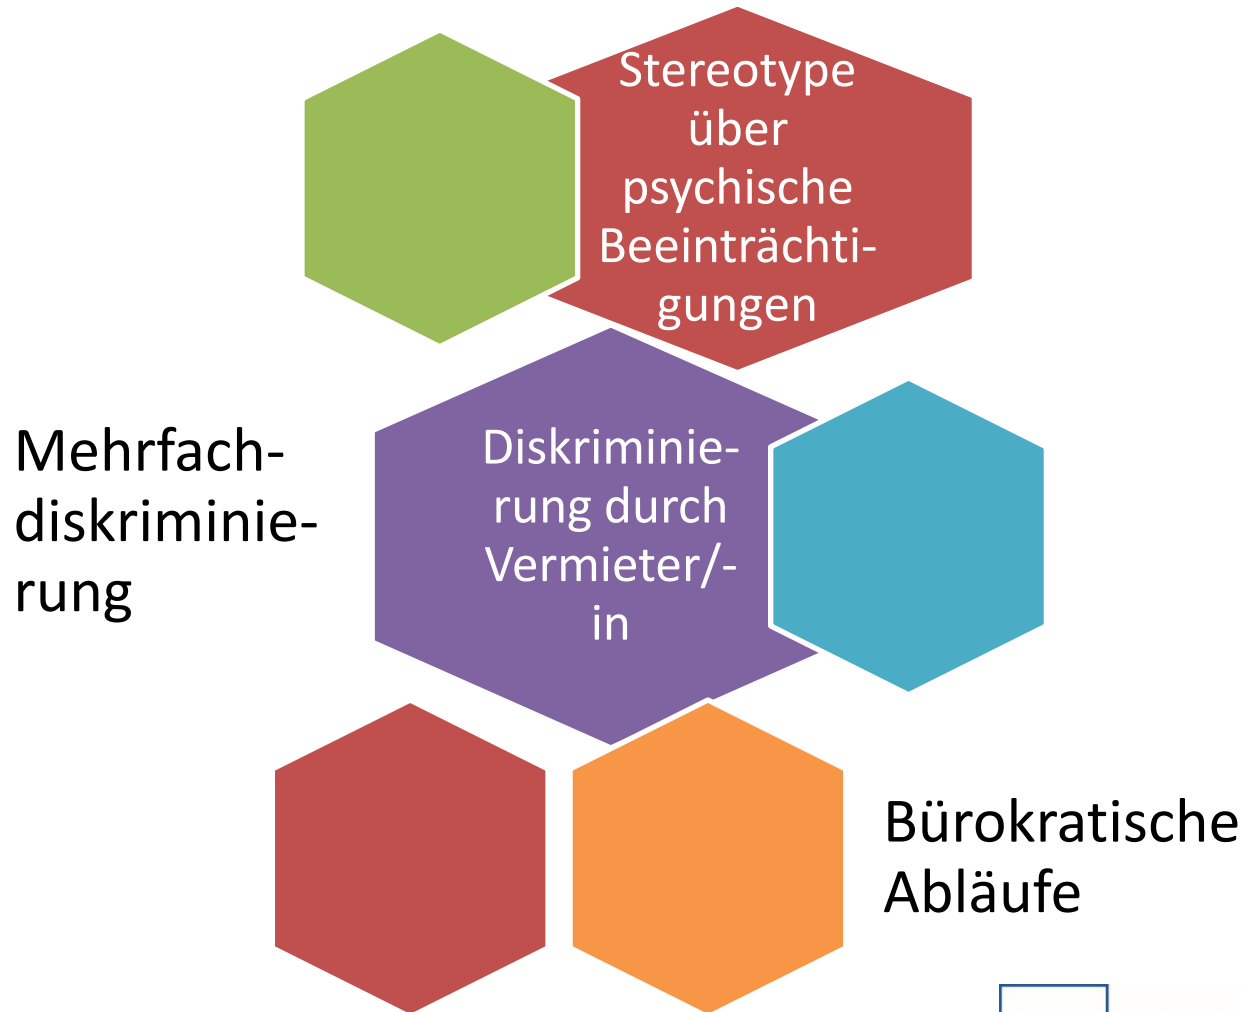 Stereotype
über
psychische
Beeinträchti-
gungen
Mehrfach-
diskriminie-
rung
Diskriminie-
rung durch
Vermieter/-
in
Bürokratische
Abläufe